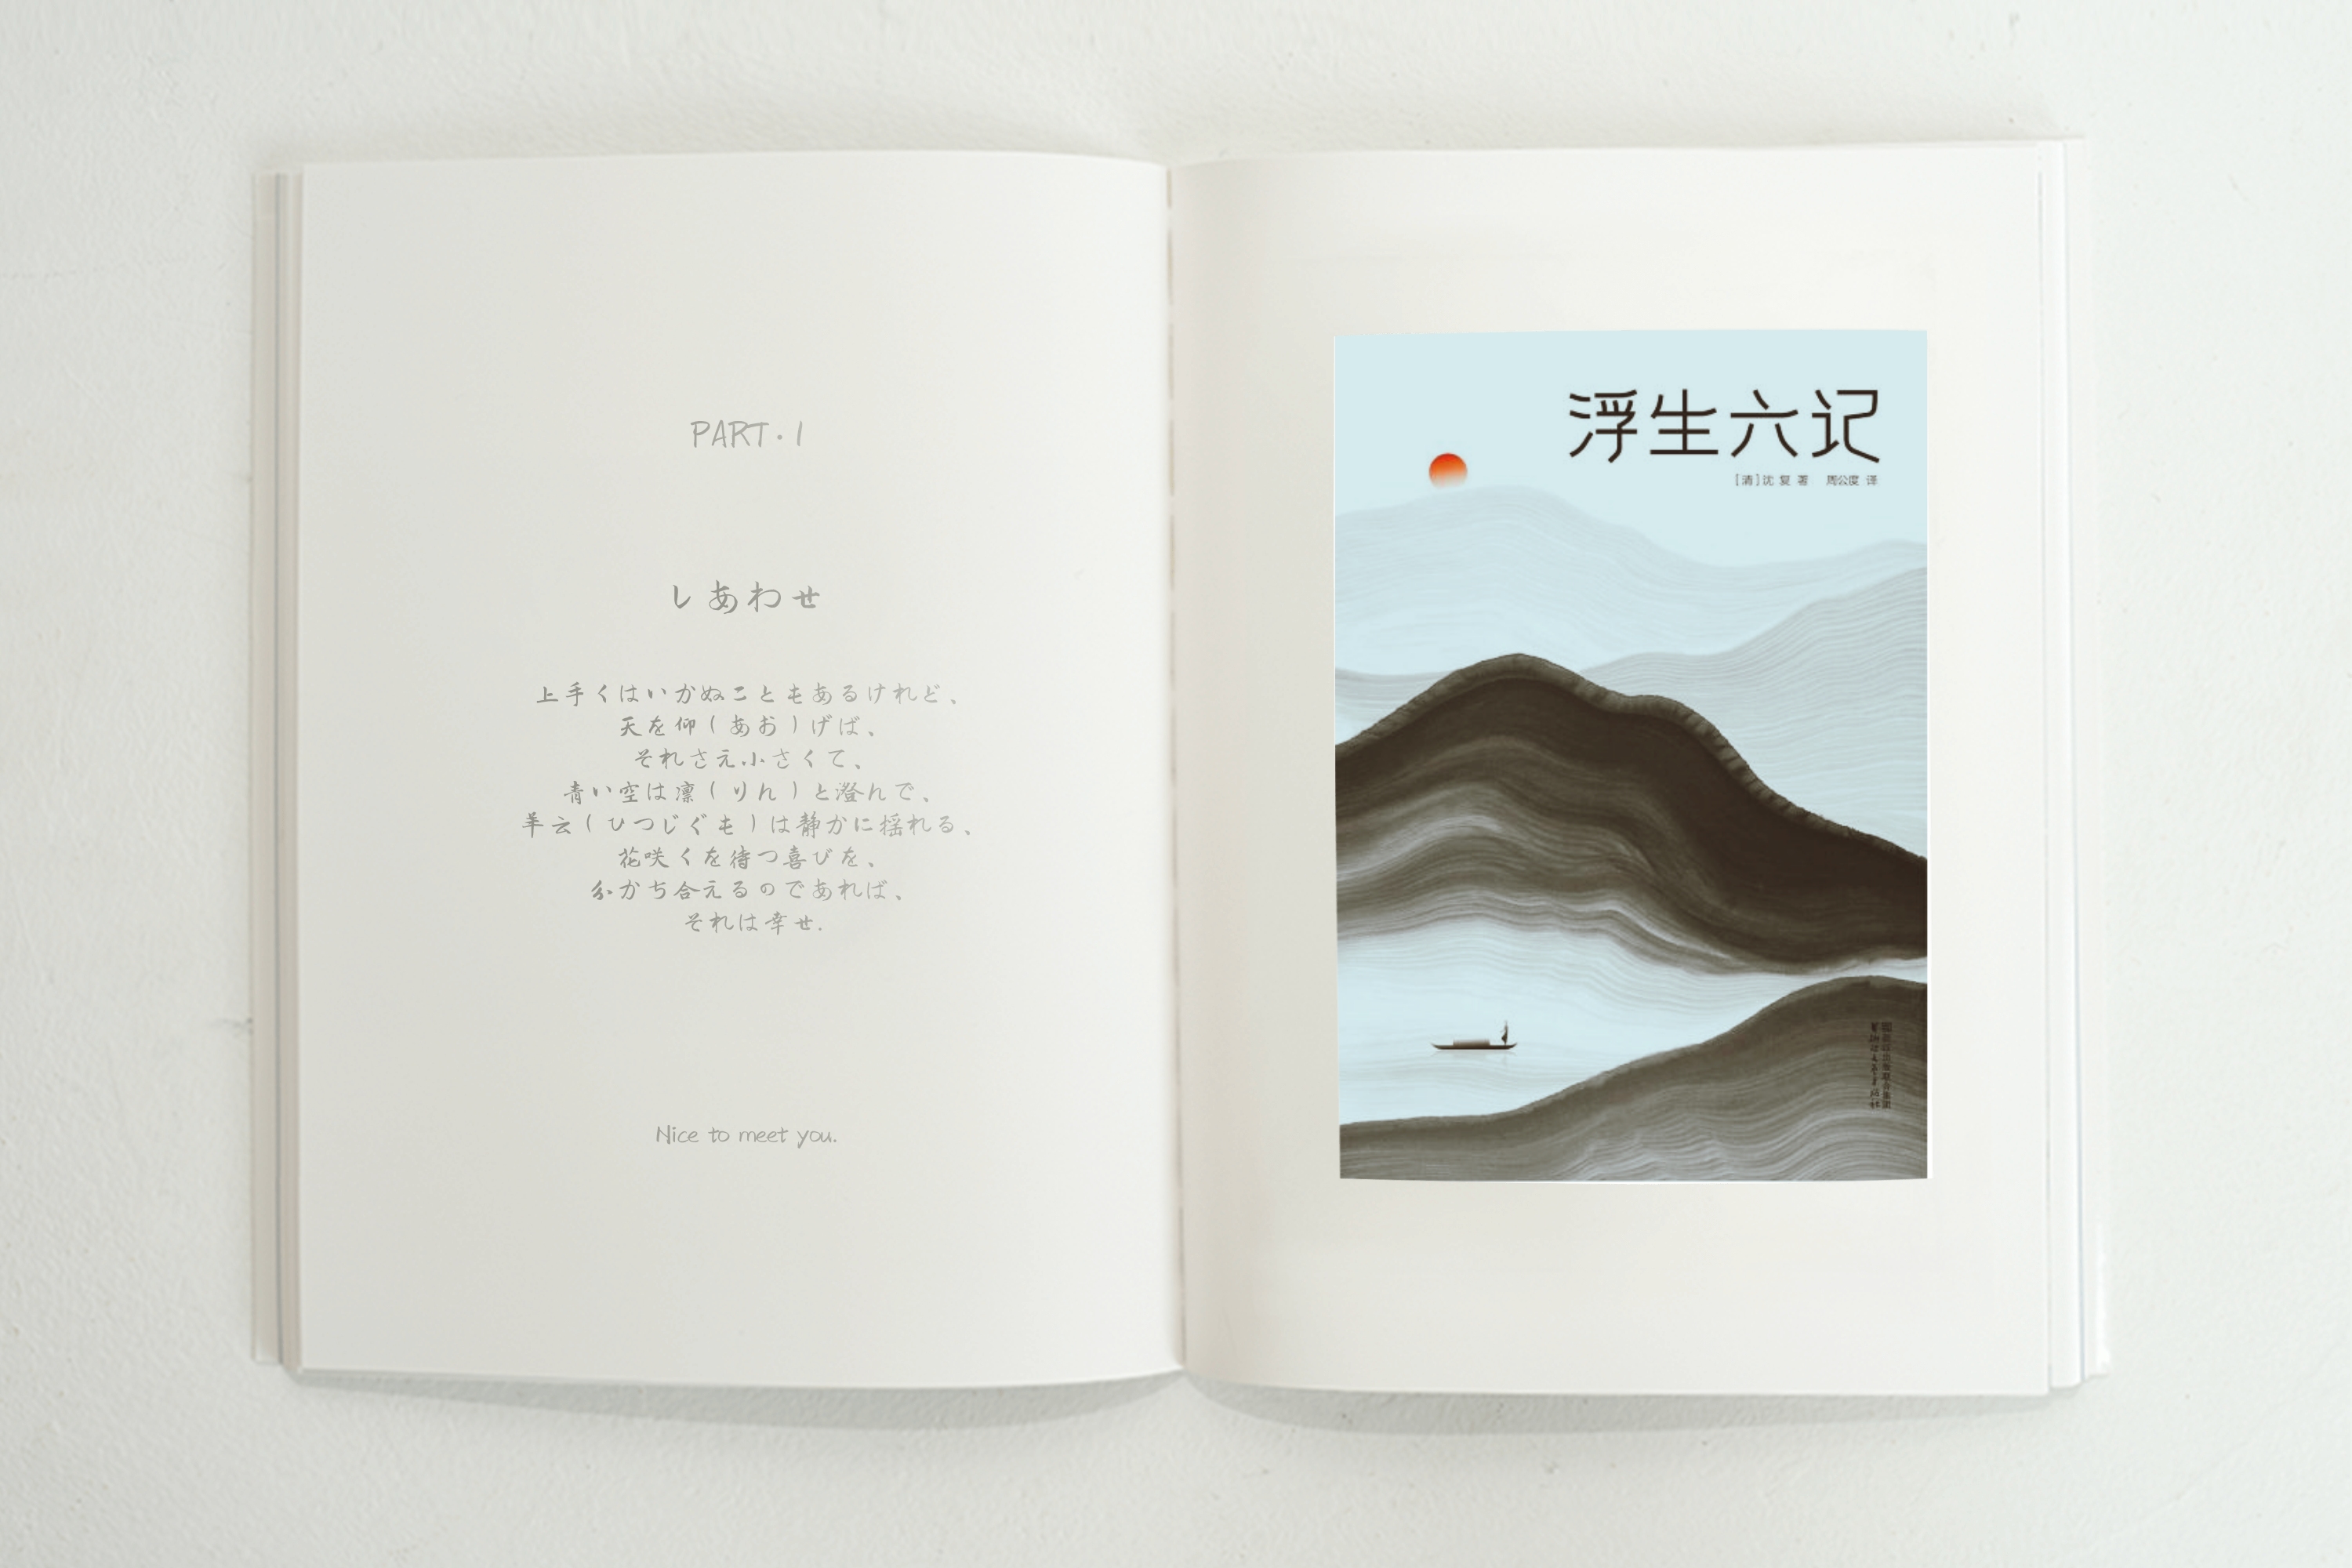 PART·1
しあわせ
上手くはいかぬこともあるけれど、
天を仰(あお)げば、
それさえ小さくて、
青い空は凛(りん)と澄んで、
羊云(ひつじぐも)は静かに揺れる、
花咲くを待つ喜びを、
分かち合えるのであれば、
それは幸せ.
Nice to meet you.
浮生六记
[清]沈 复 著 周公度 译